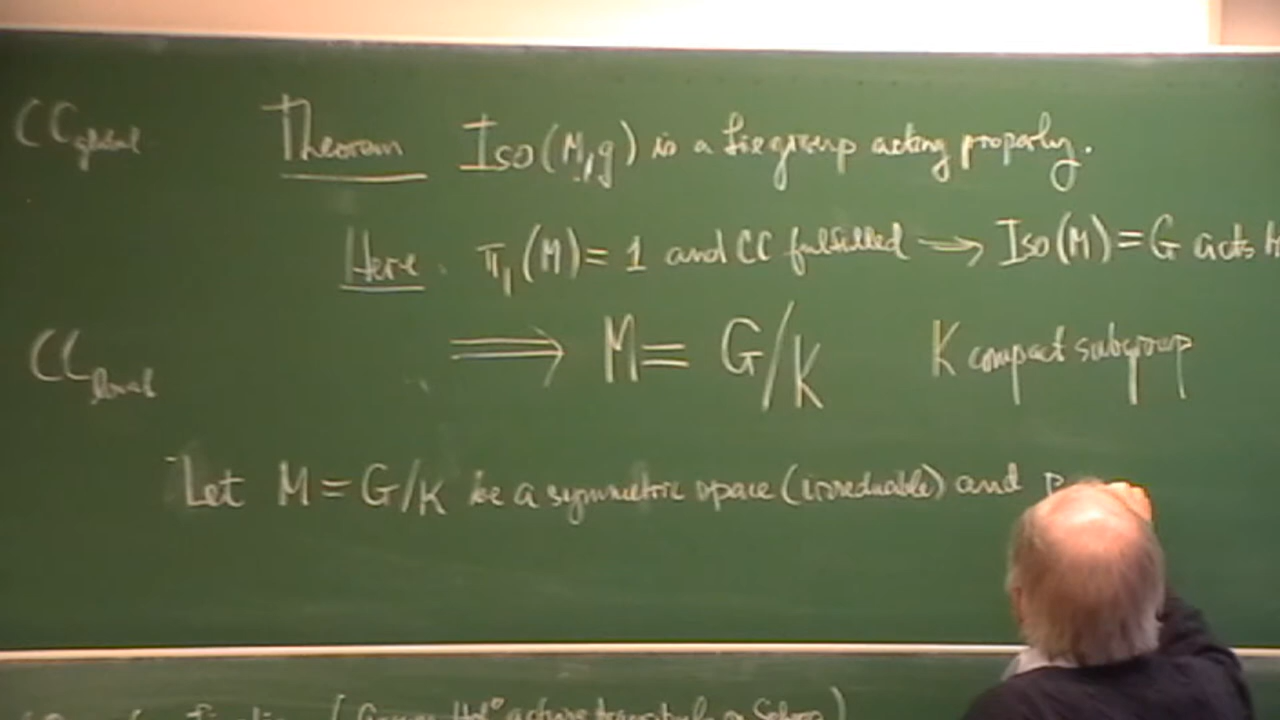 CC global
Theorem Iso(M,g) is a Lie group acting properly.
Here. π₁(M) = 1 and CC fulfilled → Iso(M) = G acts
CC local
⟹ M = G/K K compact subgroup
Let M = G/K be a symmetric space (irreducible) and